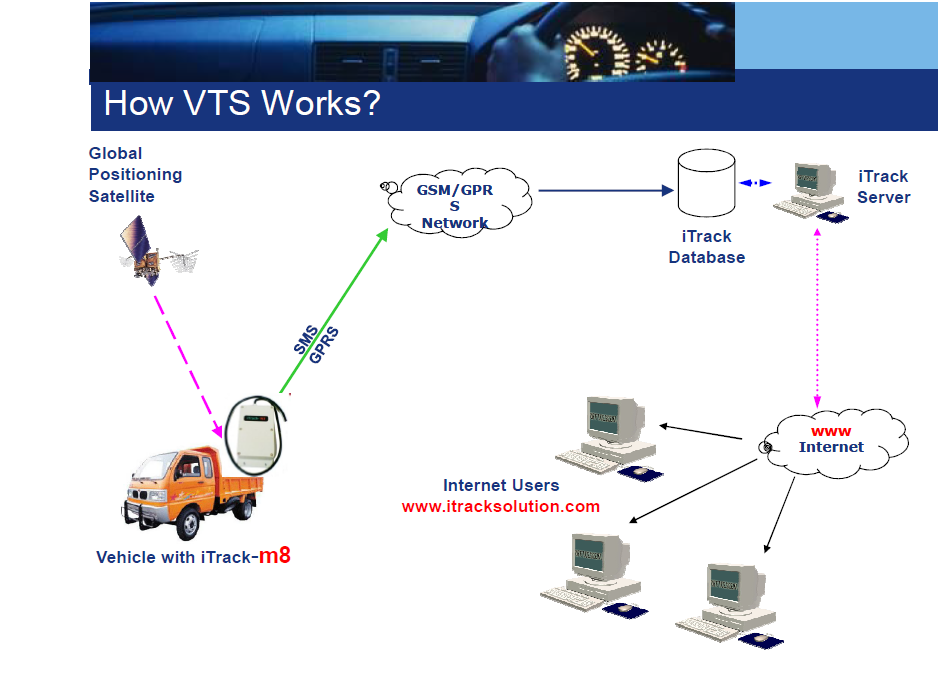 How VTS Works?
Global
Positioning
Satellite
GSM/GPR
S
Network
iTrack
Database
iTrack
Server
SMS
GPRS
www
Internet
Internet Users
www.itracksolution.com
Vehicle with iTrack-m8